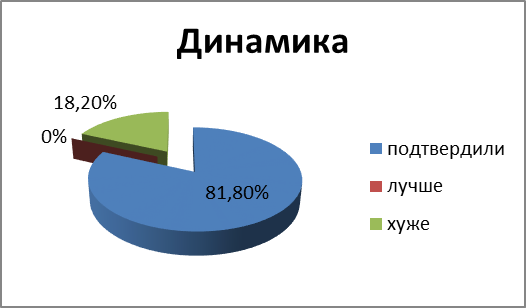 Динамика
18,20%
0%
81,80%
подтвердили
лучше
хуже